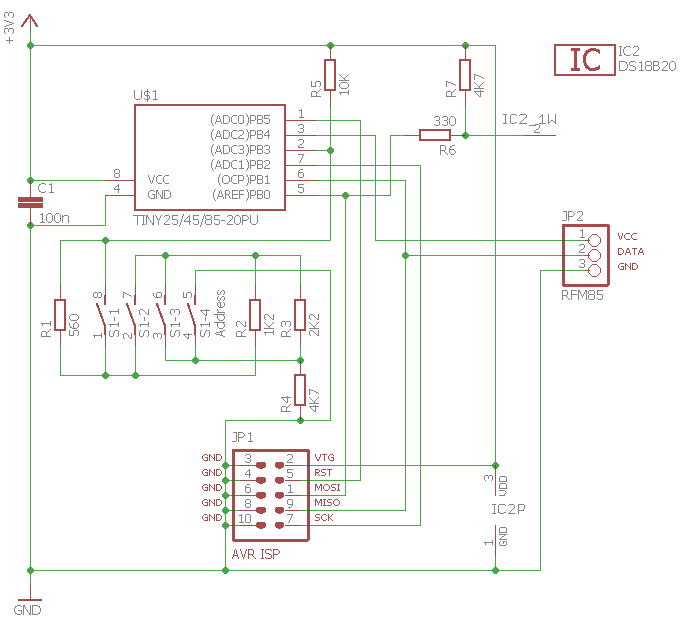 +3V3
IC
IC2
DS18B20
R5
10K
R7
4K7
U$1
(ADC0)PB5
1
(ADC2)PB4
3
(ADC3)PB3
2
(ADC1)PB2
7
(OCP)PB1
6
(AREF)PB0
5
8
VCC
4
GND
TINY25/45/85-20PU
330
R6
IC2_1W
2
C1
100n
JP2
1
VCC
2
DATA
3
GND
RFM85
R1
560
8
1
S1-1
7
2
S1-2
6
3
S1-3
5
4
S1-4
Address
R2
1K2
R3
2K2
R4
4K7
JP1
GND
3
2
VTG
GND
4
5
RST
GND
6
1
MOSI
GND
8
9
MISO
GND
10
7
SCK
AVR ISP
3
VDD
IC2P
1
GND
GND